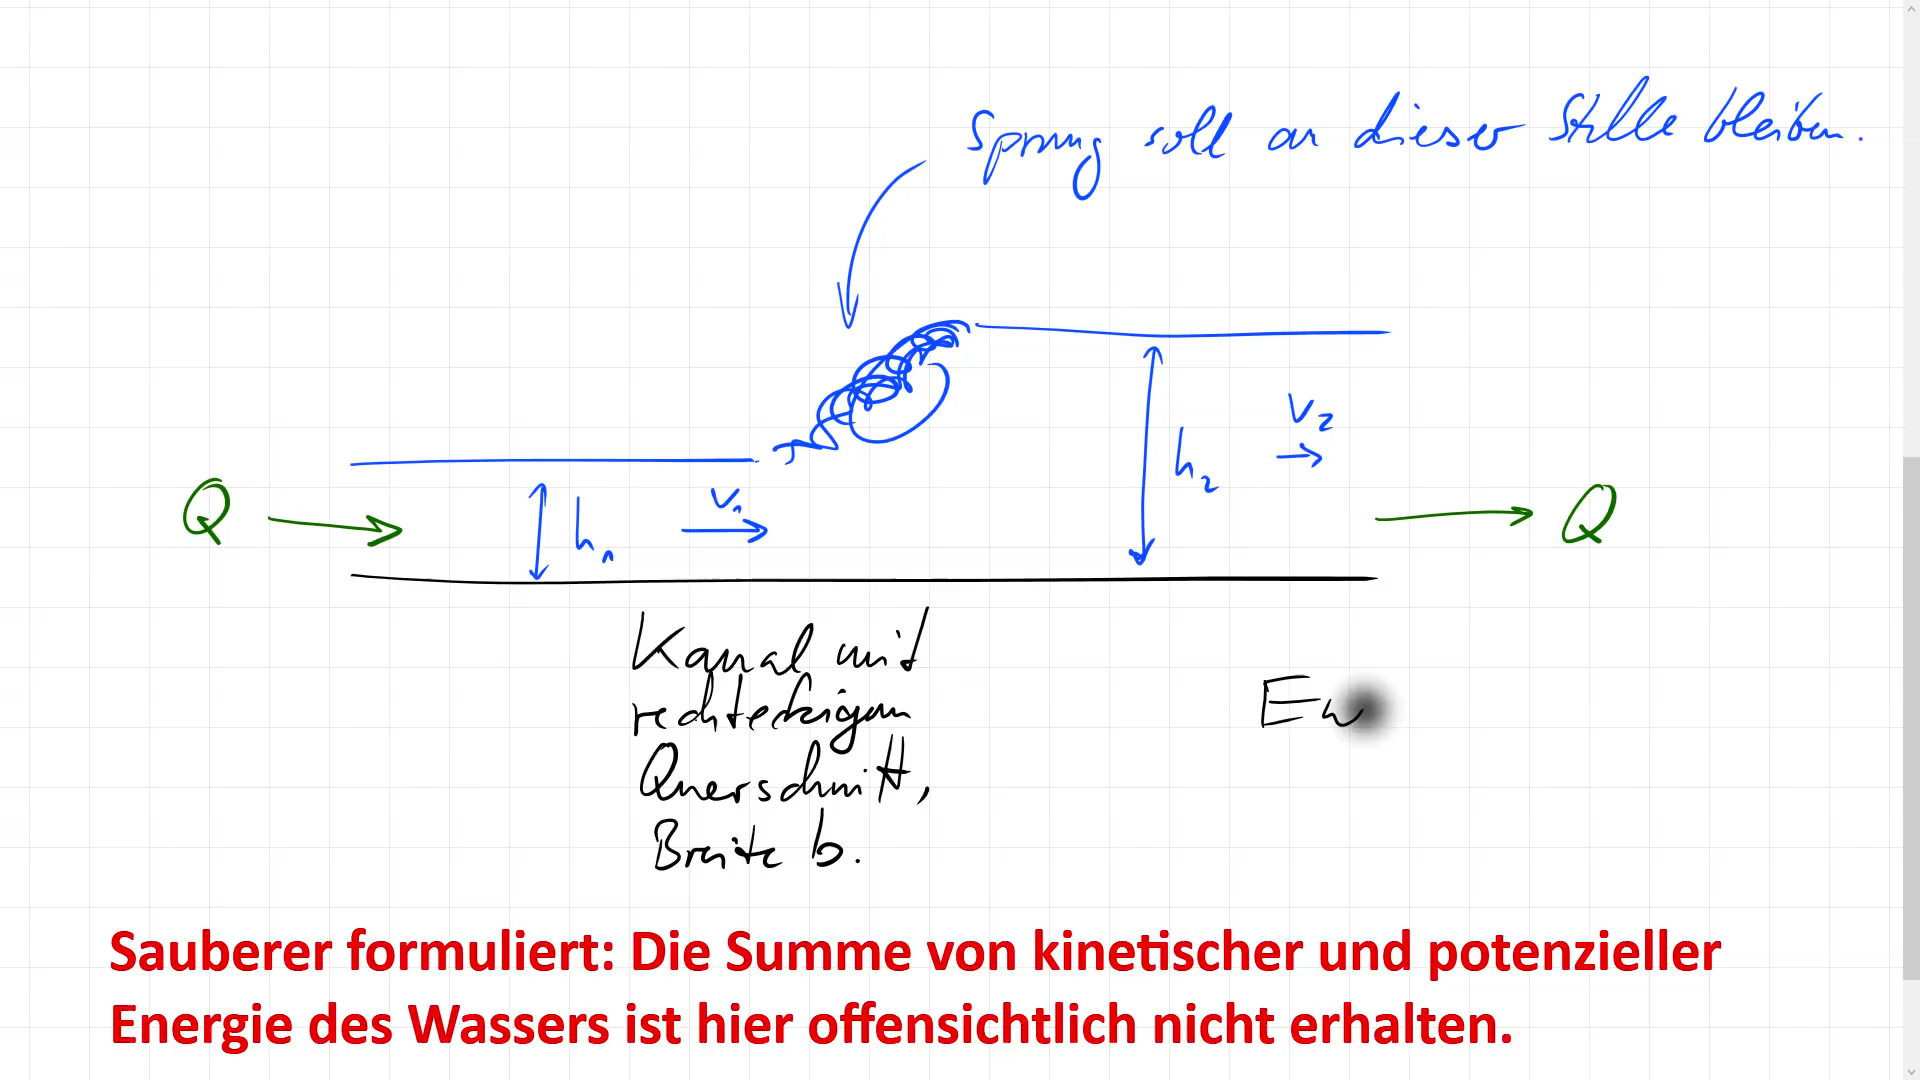 Sprung soll an dieser Stelle bleiben.
v₂
h₂
Q
v₁
h₁
Q
Kanal mit
rechteckigem
Querschnitt,
Breite b.
En
Sauberer formuliert: Die Summe von kinetischer und potenzieller
Energie des Wassers ist hier offensichtlich nicht erhalten.